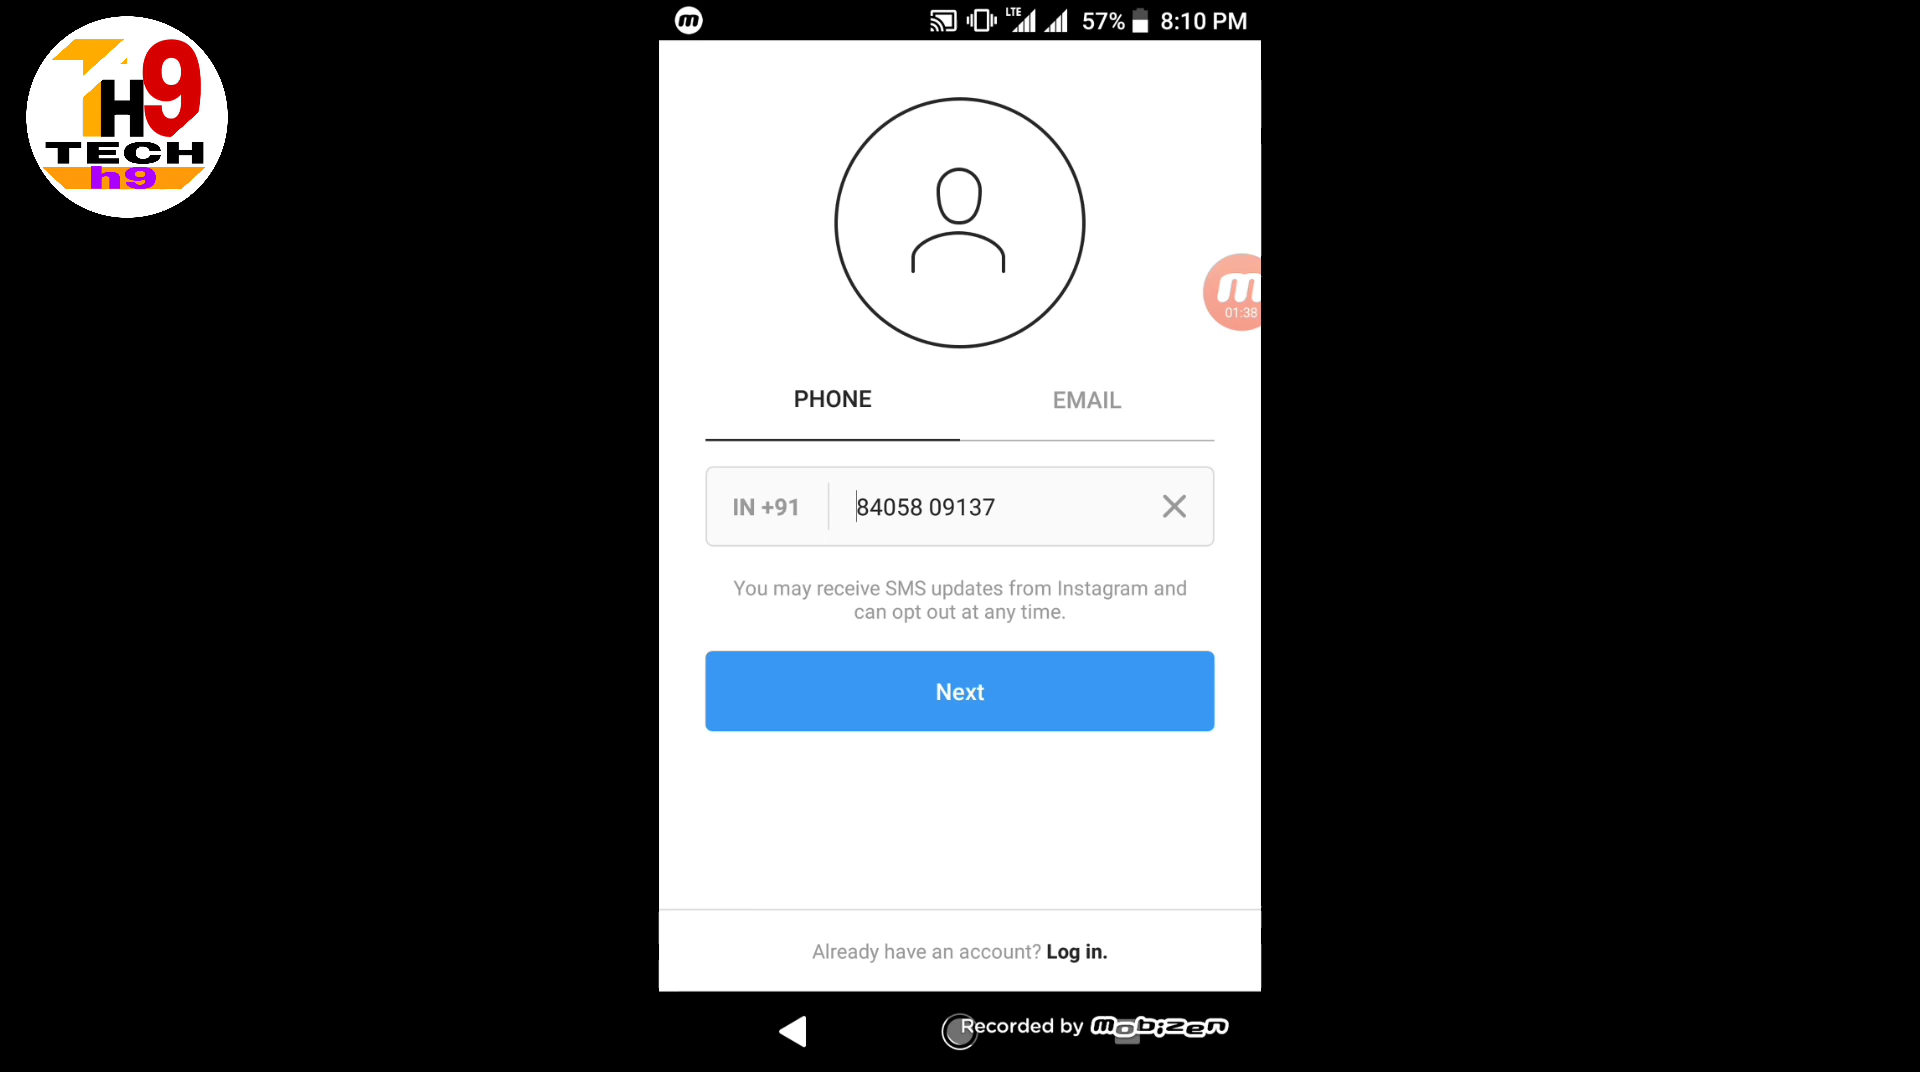 TH9
TECH
h9
m
LTE
57%
8:10 PM
m
01:38
PHONE
EMAIL
IN +91
84058 09137
You may receive SMS updates from Instagram and
can opt out at any time.
Next
Already have an account? Log in.
Recorded by mobizen